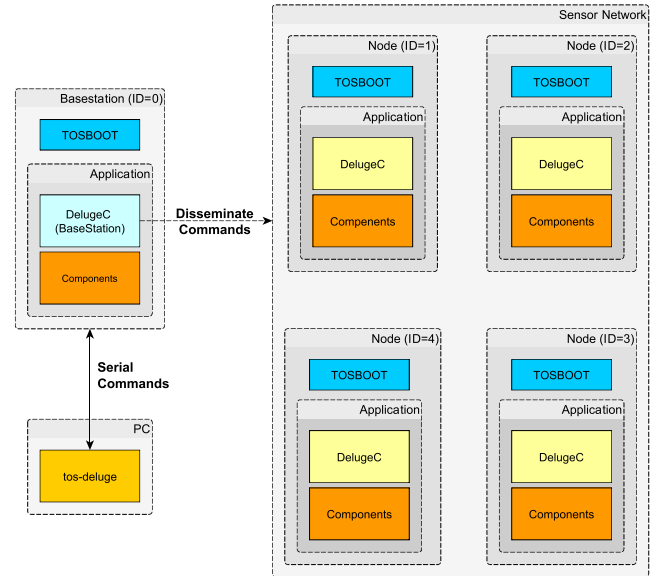 Sensor Network
Node (ID=1)
TOSBOOT
Application
DelugeC
Compenents
Node (ID=2)
TOSBOOT
Application
DelugeC
Components
Basestation (ID=0)
TOSBOOT
Application
DelugeC
(BaseStation)
Components
Disseminate
Commands
Serial
Commands
PC
tos-deluge
Node (ID=4)
TOSBOOT
Application
DelugeC
Components
Node (ID=3)
TOSBOOT
Application
DelugeC
Components